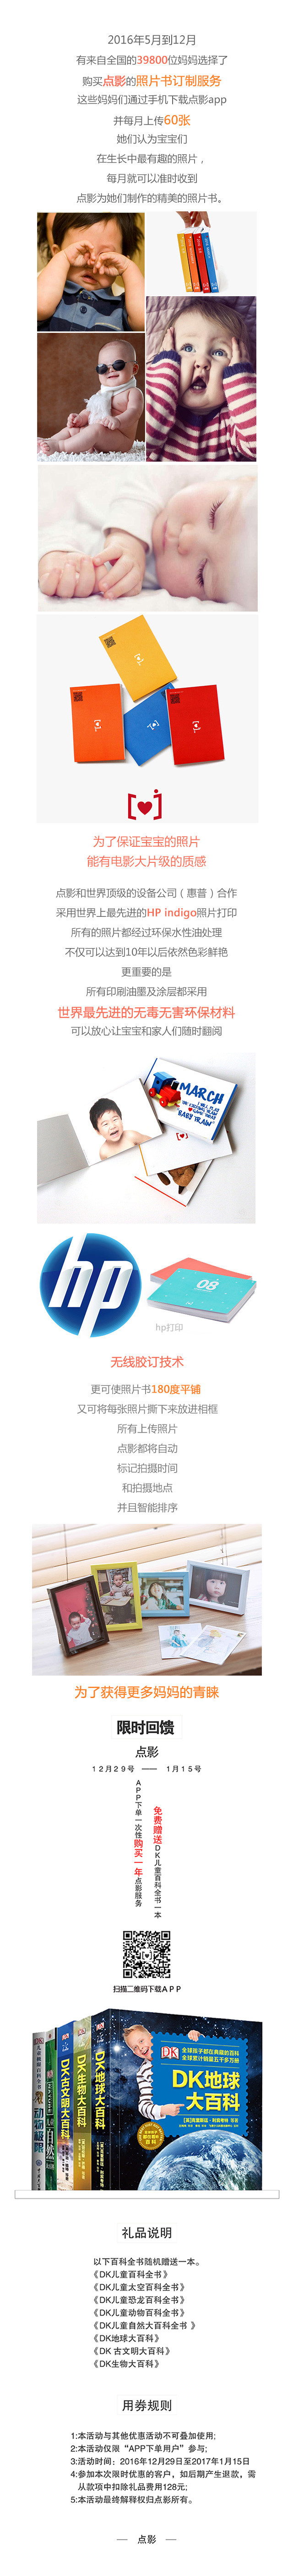 2016年5月到12月
有来自全国的39800位妈妈选择了
购买点影的照片书订制服务
这些妈妈们通过手机下载点影app
并每月上传60张
她们认为宝宝们
在生长中最有趣的照片，
每月就可以准时收到
点影为她们制作的精美的照片书。
为了保证宝宝的照片
能有电影大片级的质感
点影和世界顶级的设备公司（惠普）合作
采用世界上最先进的HP indigo照片打印
所有的照片都经过环保水性油处理
不仅可以达到10年以后依然色彩鲜艳
更重要的是
所有印刷油墨及涂层都采用
世界最先进的无毒无害环保材料
可以放心让宝宝和家人们随时翻阅
MARCH
"BABY TRAIN"
hp
08
hp打印
无线胶订技术
更可使照片书180度平铺
又可将每张照片撕下来放进相框
所有上传照片
点影都将自动
标记拍摄时间
和拍摄地点
并且智能排序
为了获得更多妈妈的青睐
限时回馈
点影
12月29号 —— 1月15号
APP下单一次性购买一年点影服务
免费赠送DK儿童百科全书一本
扫描二维码下载APP
DK古文明大百科
DK生物大百科
DK地球大百科
DK
全球孩子都在典藏的百科
全球累计销量五千多万册
DK地球
大百科
礼品说明
以下百科全书随机赠送一本。
《DK儿童百科全书》
《DK儿童太空百科全书》
《DK儿童恐龙百科全书》
《DK儿童动物百科全书》
《DK儿童自然大百科全书 》
《DK地球大百科》
《DK 古文明大百科》
《DK生物大百科》
用券规则
1:本活动与其他优惠活动不可叠加使用;
2:本活动仅限“APP下单用户”参与;
3:活动时间：2016年12月29日至2017年1月15日
4:参加本次限时优惠的客户，如后期产生退款，需
从款项中扣除礼品费用128元;
5:本活动最终解释权归点影所有。
— 点影 —